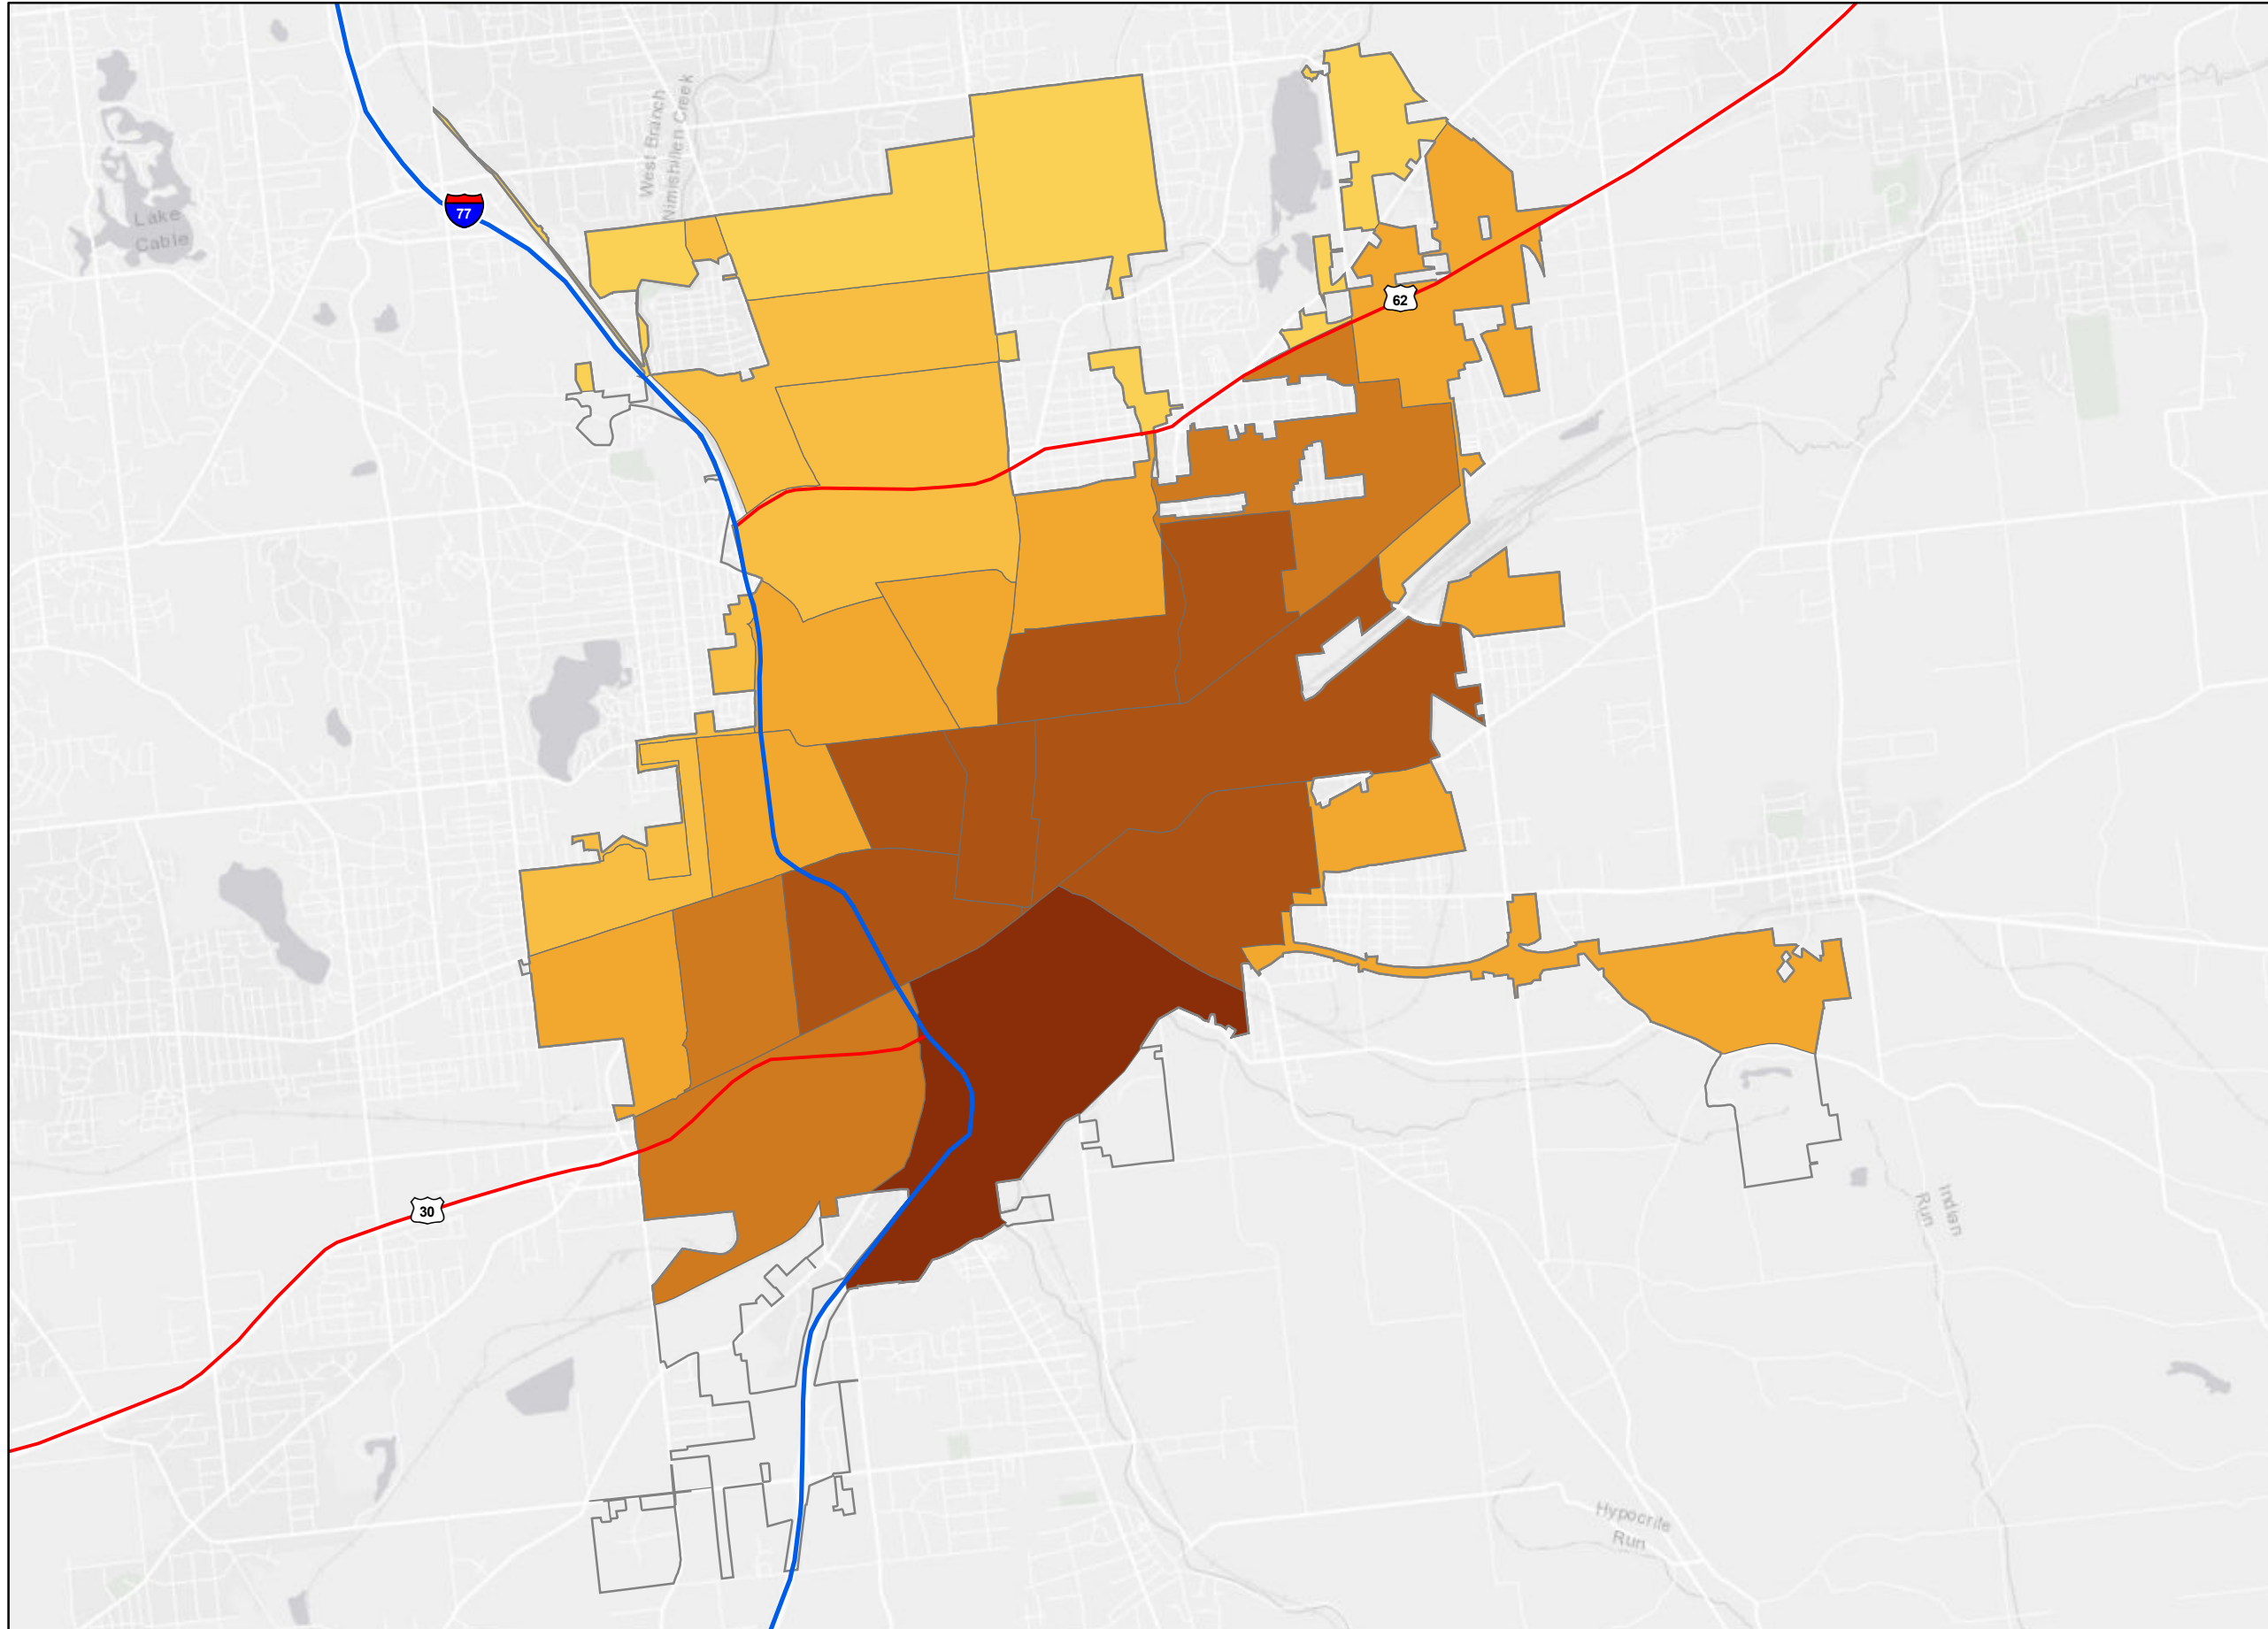 West Branch
Nimishillen Creek
Lake
Cable
77
62
30
Indian
Run
Hypocrite
Run